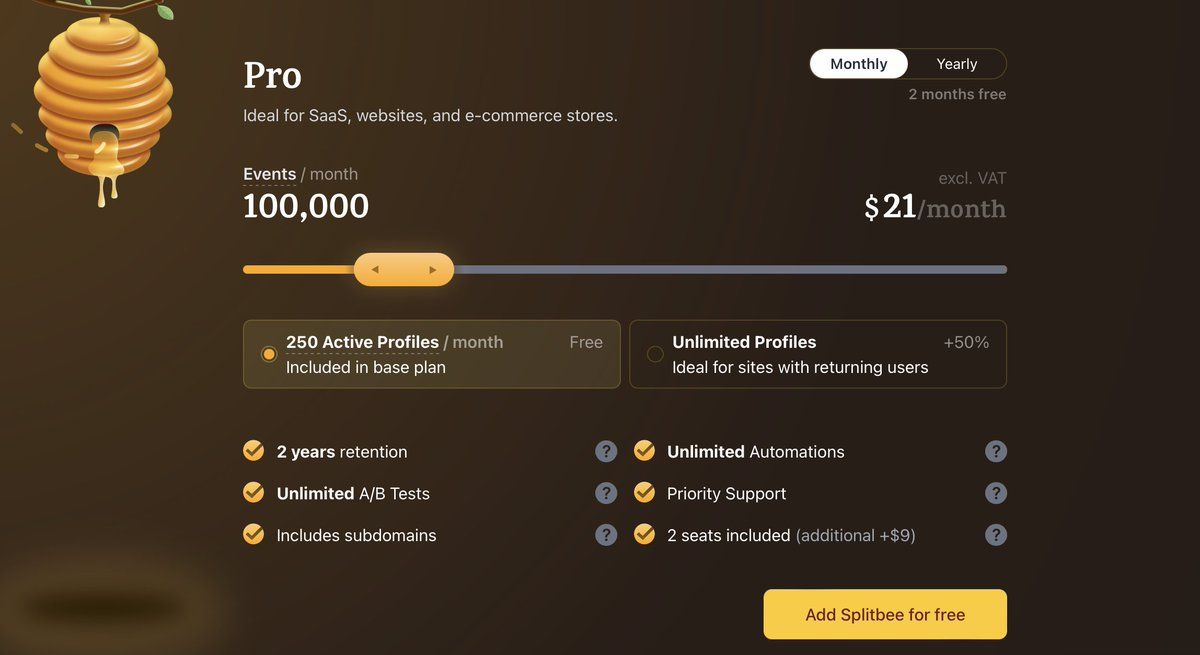 Pro
Monthly
Yearly
2 months free
Ideal for SaaS, websites, and e-commerce stores.
Events / month
100,000
excl. VAT
$21/month
250 Active Profiles / month
Free
Included in base plan
Unlimited Profiles
+50%
Ideal for sites with returning users
2 years retention
?
Unlimited Automations
?
Unlimited A/B Tests
?
Priority Support
?
Includes subdomains
?
2 seats included (additional +$9)
?
Add Splitbee for free